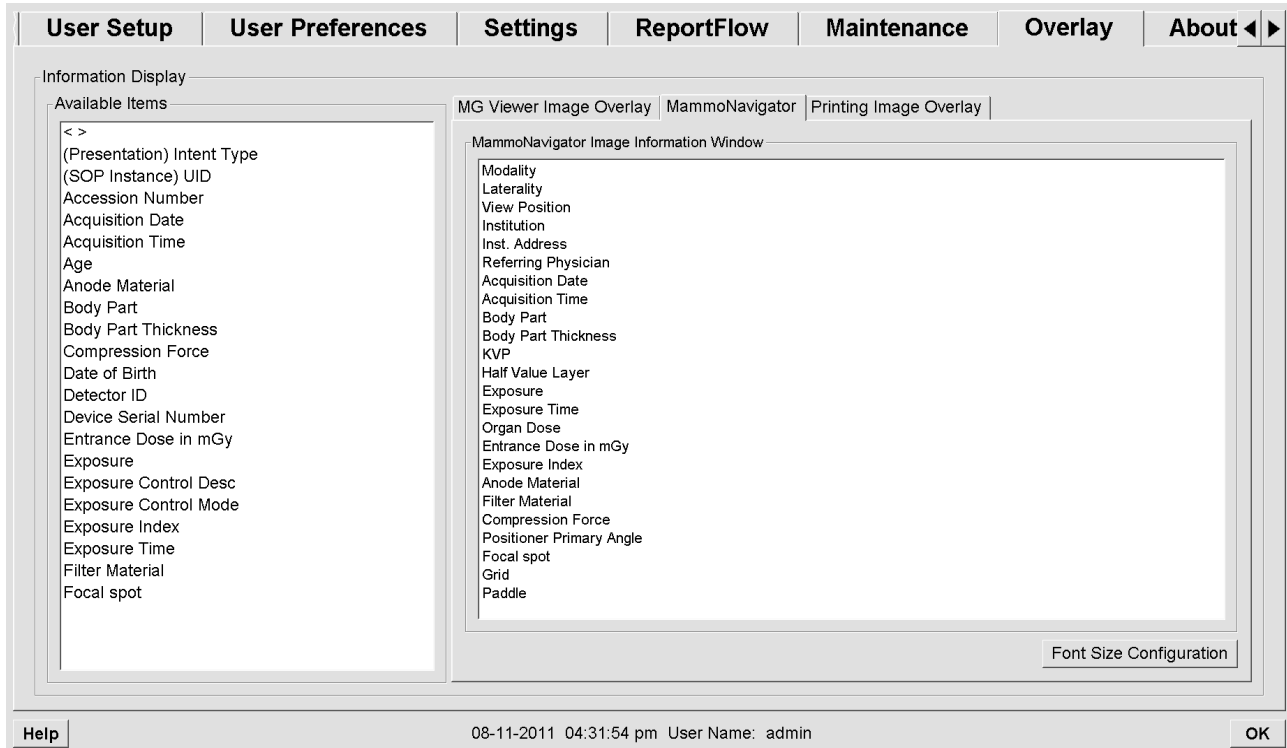 User Setup
User Preferences
Settings
ReportFlow
Maintenance
Overlay
About
Information Display
Available Items
< >
(Presentation) Intent Type
(SOP Instance) UID
Accession Number
Acquisition Date
Acquisition Time
Age
Anode Material
Body Part
Body Part Thickness
Compression Force
Date of Birth
Detector ID
Device Serial Number
Entrance Dose in mGy
Exposure
Exposure Control Desc
Exposure Control Mode
Exposure Index
Exposure Time
Filter Material
Focal spot
MG Viewer Image Overlay
MammoNavigator
Printing Image Overlay
MammoNavigator Image Information Window
Modality
Laterality
View Position
Institution
Inst. Address
Referring Physician
Acquisition Date
Acquisition Time
Body Part
Body Part Thickness
KVP
Half Value Layer
Exposure
Exposure Time
Organ Dose
Entrance Dose in mGy
Exposure Index
Anode Material
Filter Material
Compression Force
Positioner Primary Angle
Focal spot
Grid
Paddle
Font Size Configuration
Help
08-11-2011 04:31:54 pm User Name: admin
OK